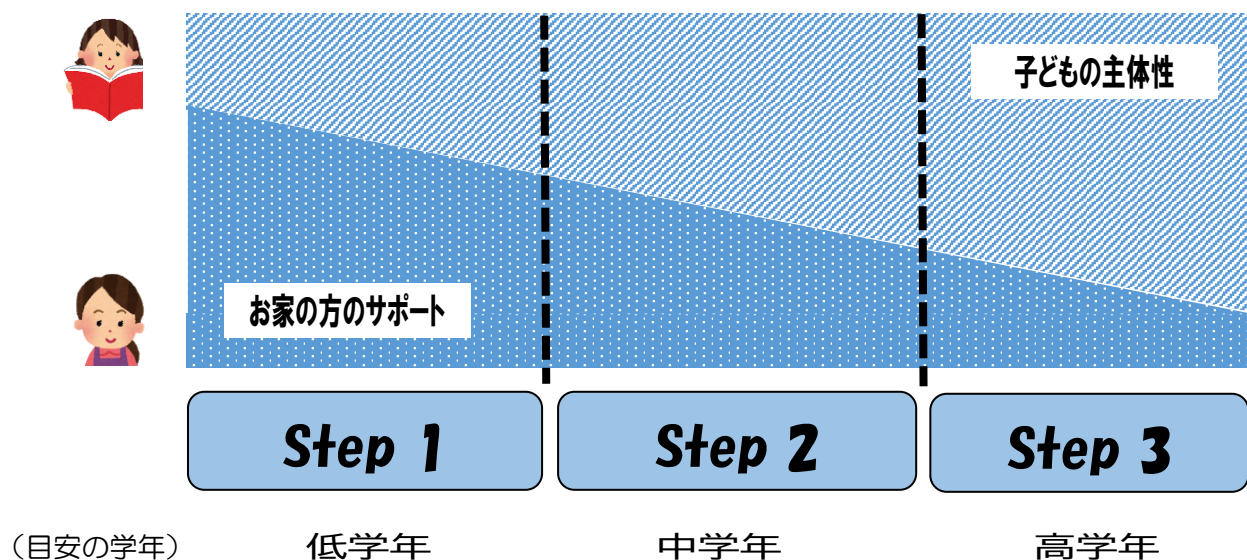 子どもの主体性
お家の方のサポート
Step 1
Step 2
Step 3
（目安の学年）
低学年
中学年
高学年